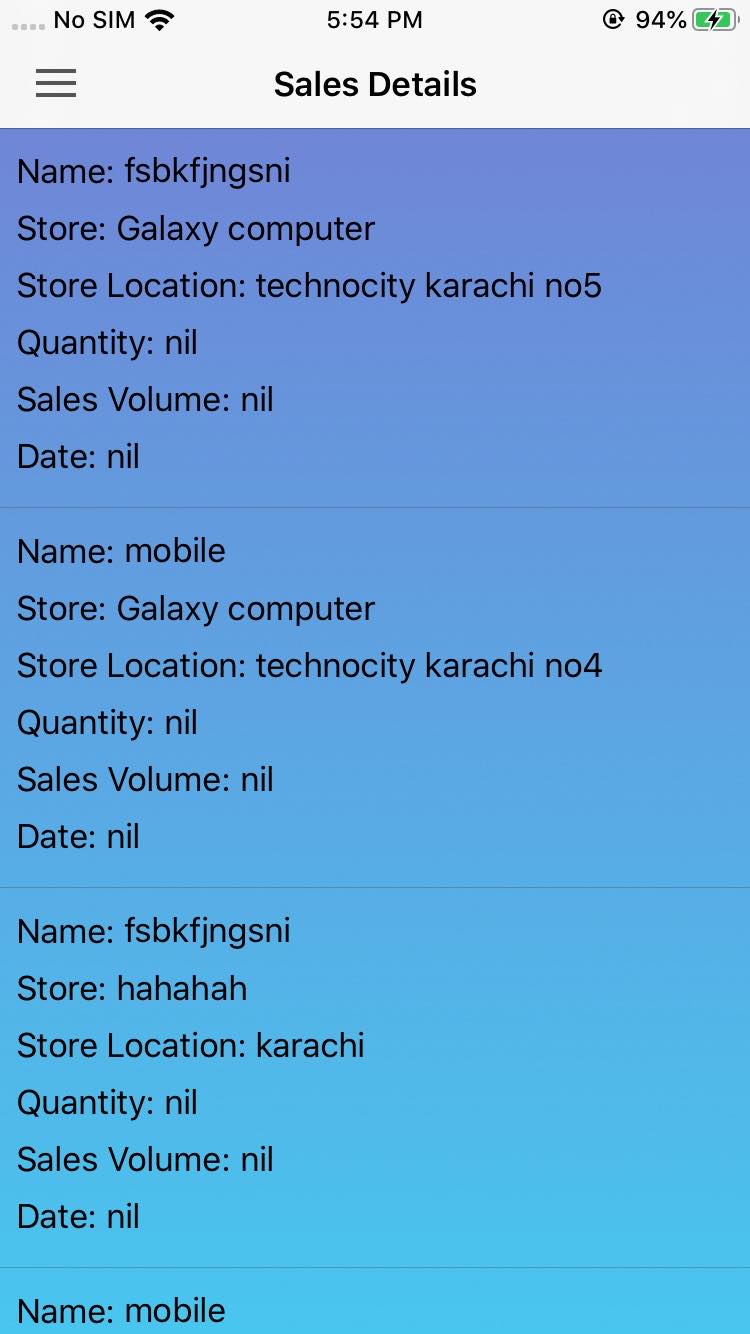 No SIM 5:54 PM 94%
Sales Details
Name: fsbkfjngsni
Store: Galaxy computer
Store Location: technocity karachi no5
Quantity: nil
Sales Volume: nil
Date: nil
Name: mobile
Store: Galaxy computer
Store Location: technocity karachi no4
Quantity: nil
Sales Volume: nil
Date: nil
Name: fsbkfjngsni
Store: hahahah
Store Location: karachi
Quantity: nil
Sales Volume: nil
Date: nil
Name: mobile